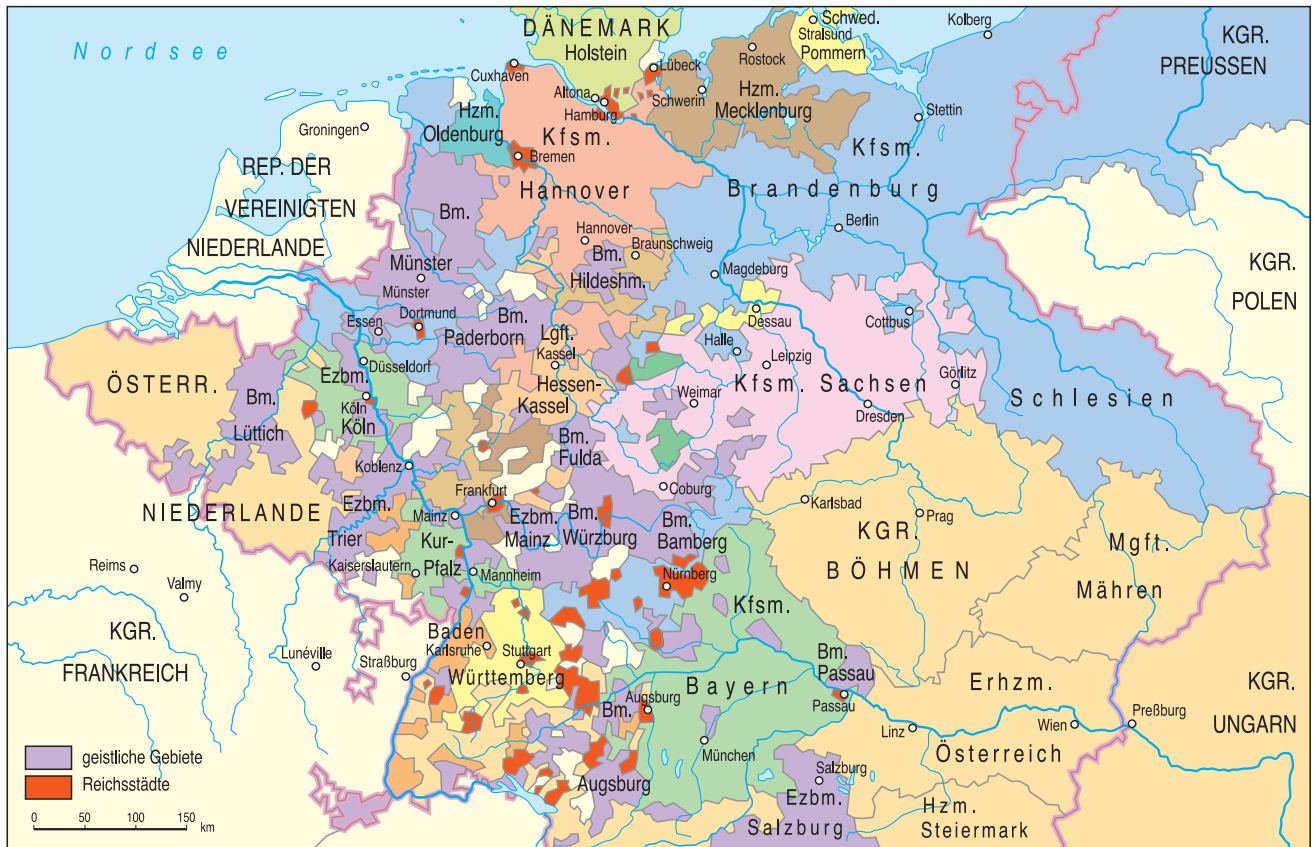 Nordsee
DÄNEMARK
Holstein
Schwed.
Stralsund
Pommern
Kolberg
KGR.
PREUSSEN
Cuxhaven
Lübeck
Rostock
Altona
Hamburg
Schwerin
Hzm.
Mecklenburg
Stettin
Groningen
Hzm.
Oldenburg
Kfsm.
Hannover
Bremen
Kfsm.
Brandenburg
REP. DER
VEREINIGTEN
NIEDERLANDE
Bm.
Münster
Münster
Hannover
Braunschweig
Bm.
Hildeshm.
Berlin
Magdeburg
KGR.
POLEN
Essen
Dortmund
Bm.
Paderborn
Lgft.
Kassel
Hessen-
Kassel
Dessau
Halle
Leipzig
Cottbus
Görlitz
Kfsm. Sachsen
Weimar
Dresden
Schlesien
ÖSTERR.
NIEDERLANDE
Bm.
Lüttich
Düsseldorf
Ezbm.
Köln
Köln
Koblenz
Bm.
Fulda
Coburg
Karlsbad
Prag
KGR.
BÖHMEN
Mgft.
Mähren
Ezbm.
Trier
Frankfurt
Mainz
Ezbm.
Mainz
Bm.
Würzburg
Bm.
Bamberg
Kur-
Pfalz
Kaiserslautern
Mannheim
Nürnberg
Reims
Valmy
KGR.
FRANKREICH
Lunéville
Straßburg
Baden
Karlsruhe
Stuttgart
Württemberg
Kfsm.
Bayern
Bm.
Passau
Passau
Erhzm.
Österreich
Linz
Wien
Preßburg
KGR.
UNGARN
Augsburg
Bm.
Augsburg
München
Salzburg
Ezbm.
Salzburg
Hzm.
Steiermark
geistliche Gebiete
Reichsstädte
0 50 100 150
km